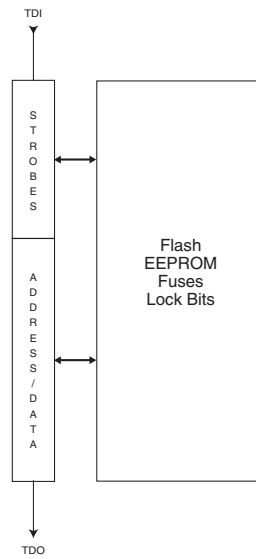 TDI
STROBES
ADDRESS/DATA
Flash
EEPROM
Fuses
Lock Bits
TDO